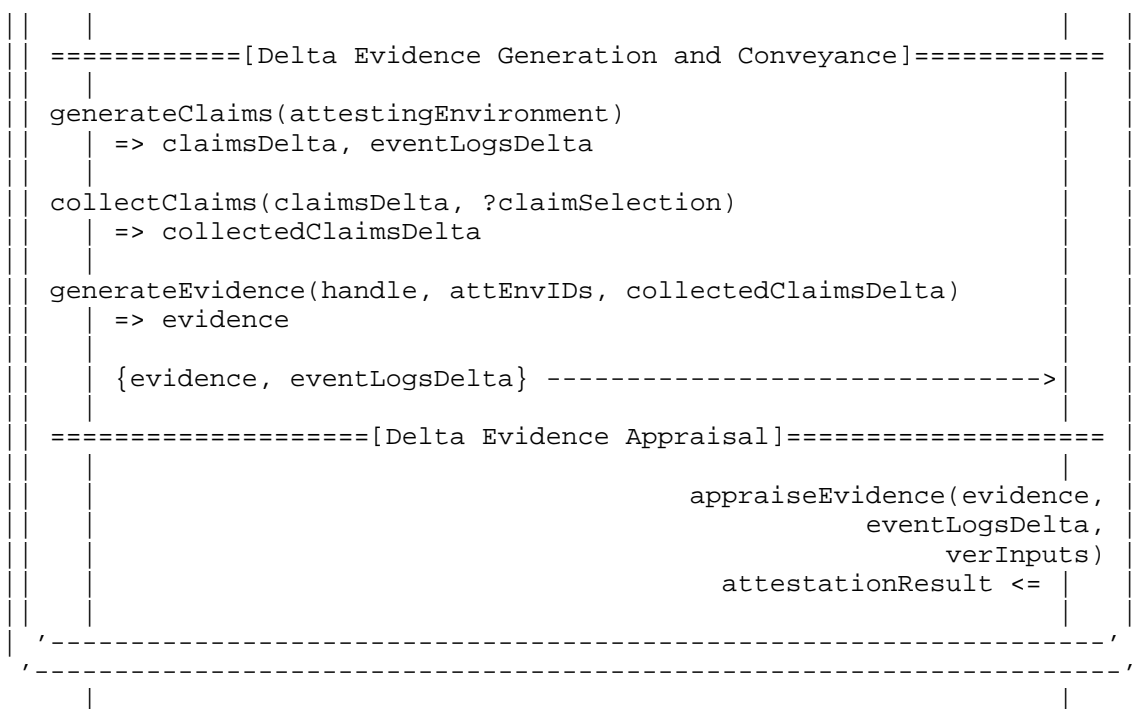 ||   |                                                            |   |
|| ============[Delta Evidence Generation and Conveyance]============ |
||   |                                                            |   |
|| generateClaims(attestingEnvironment)                           |   |
||   | => claimsDelta, eventLogsDelta                             |   |
||   |                                                            |   |
|| collectClaims(claimsDelta, ?claimSelection)                    |   |
||   | => collectedClaimsDelta                                    |   |
||   |                                                            |   |
|| generateEvidence(handle, attEnvIDs, collectedClaimsDelta)      |   |
||   | => evidence                                                |   |
||   |                                                            |   |
||   | {evidence, eventLogsDelta} ------------------------------->|   |
||   |                                                            |   |
|| ====================[Delta Evidence Appraisal]==================== |
||   |                                                            |   |
||   |                                     appraiseEvidence(evidence, |
||   |                                                eventLogsDelta, |
||   |                                                     verInputs) |
||   |                                       attestationResult <= |   |
||   |                                                            |   |
| '-------------------------------------------------------------------'
 '--------------------------------------------------------------------'
     |                                                            |